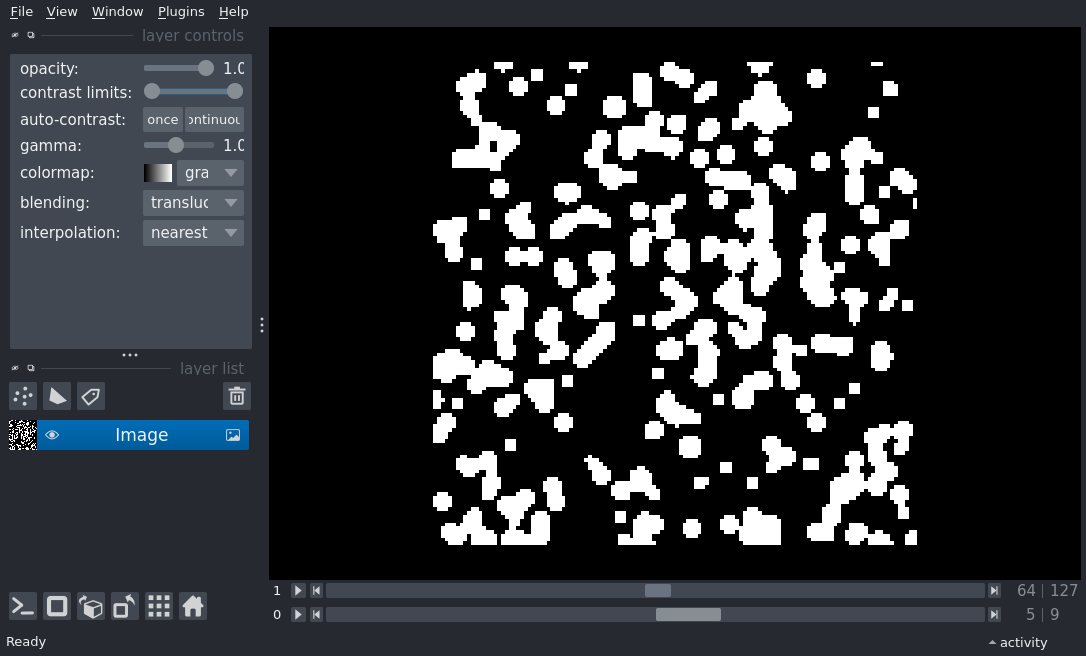 File View Window Plugins Help
layer controls
opacity: 1.0
contrast limits:
auto-contrast: once ontinuou
gamma: 1.0
colormap: gra
blending: transluc
interpolation: nearest
layer list
Image
1 64 | 127
0 5 | 9
Ready activity